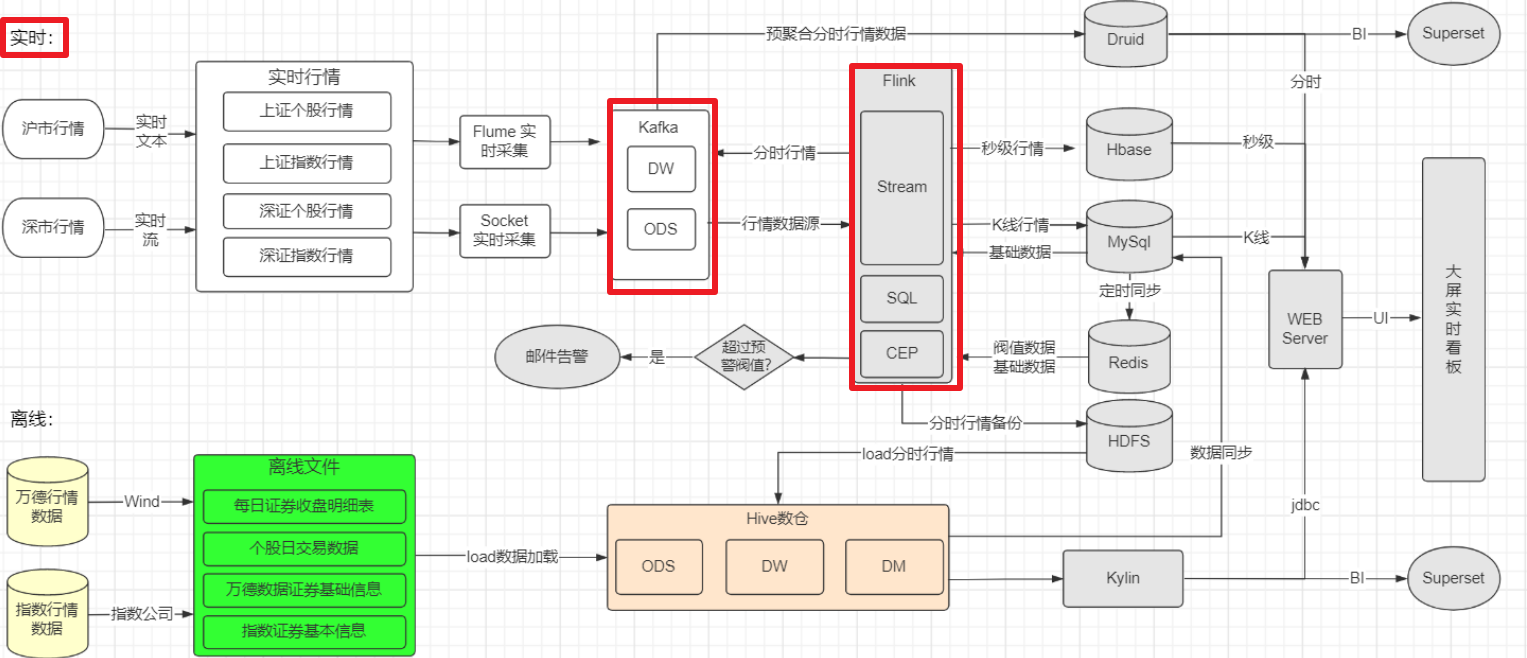 实时：
沪市行情
实时
文本
深市行情
实时
流
实时行情
上证个股行情
上证指数行情
深证个股行情
深证指数行情
Flume 实
时采集
Socket
实时采集
Kafka
DW
ODS
预聚合分时行情数据
分时行情
行情数据源
Flink
Stream
SQL
CEP
秒级行情
K线行情
基础数据
Druid
Hbase
MySql
定时同步
Redis
阀值数据
基础数据
超过预
警阀值?
是
邮件告警
分时行情备份
HDFS
load分时行情
数据同步
BI
Superset
分时
秒级
K线
WEB
Server
UI
大
屏
实
时
看
板
jdbc
离线：
万德行情
数据
Wind
指数行情
数据
指数公司
离线文件
每日证券收盘明细表
个股日交易数据
万德数据证券基础信息
指数证券基本信息
load数据加载
Hive数仓
ODS
DW
DM
Kylin
BI
Superset